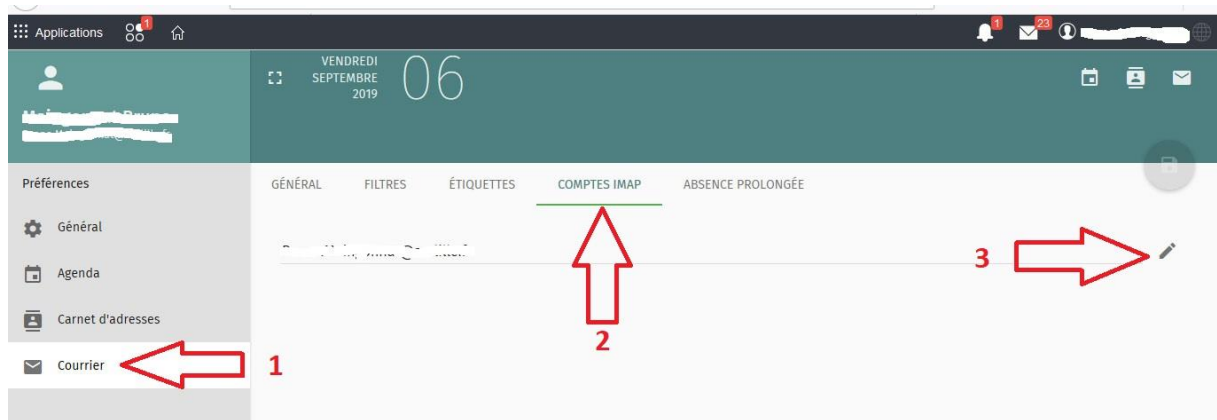 Applications 1 1 23
VENDREDI
SEPTEMBRE
2019
06
Préférences
GÉNÉRAL FILTRES ÉTIQUETTES COMPTES IMAP ABSENCE PROLONGÉE
Général
Agenda
3
Carnet d'adresses
2
Courrier
1